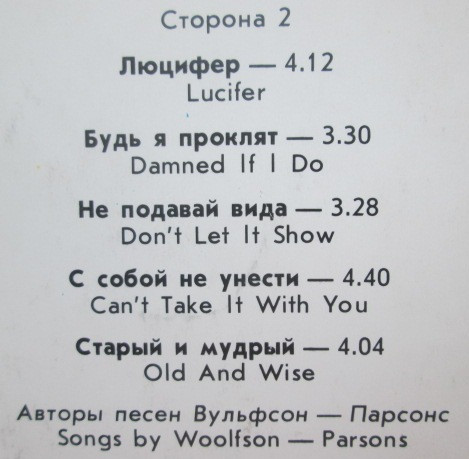 Сторона 2
Люцифер — 4.12
Lucifer
Будь я проклят — 3.30
Damned If I Do
Не подавай вида — 3.28
Don't Let It Show
С собой не унести — 4.40
Can't Take It With You
Старый и мудрый — 4.04
Old And Wise
Авторы песен Вульфсон — Парсонс
Songs by Woolfson — Parsons